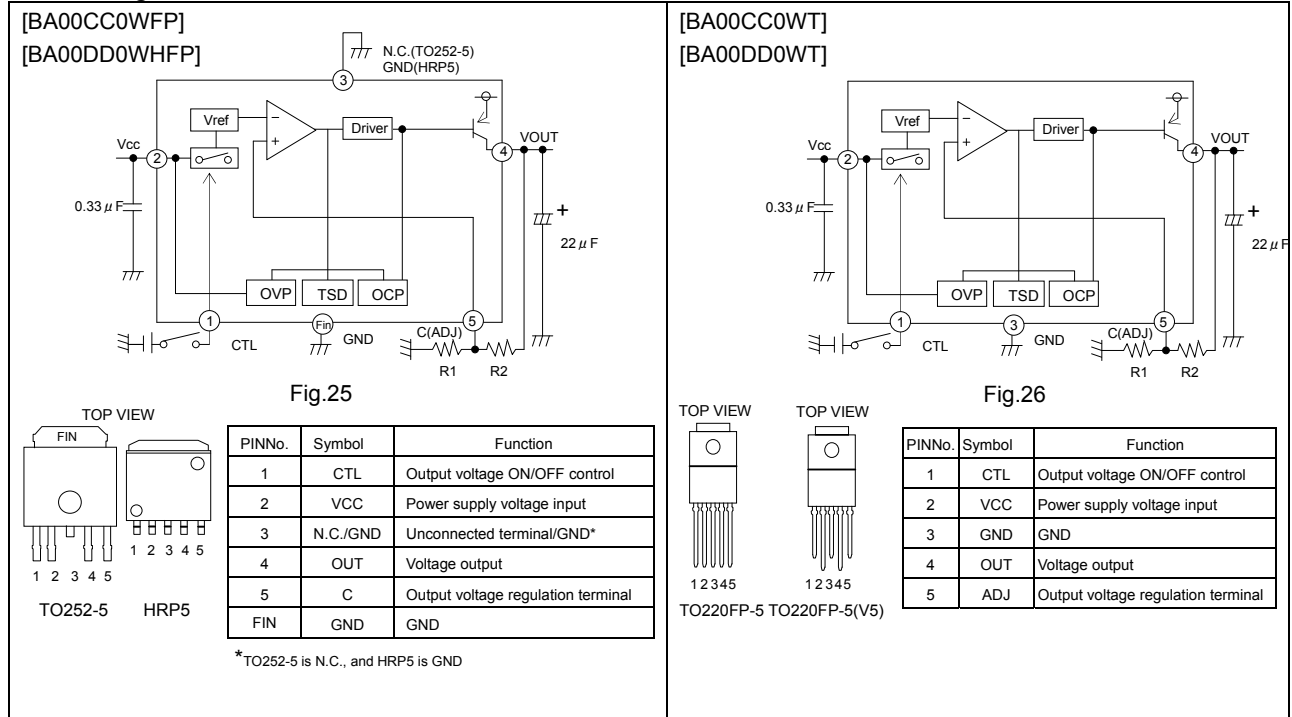 [BA00CC0WFP]
[BA00DD0WHFP]
N.C.(TO252-5)
GND(HRP5)
3
Vref
−
+
Driver
Vcc
2
4
VOUT
0.33 μ F
+
22 μ F
OVP
TSD
OCP
1
CTL
Fin
GND
5
C(ADJ)
R1
R2
Fig.25
TOP VIEW
FIN
1 2 3 4 5
TO252-5
1 2 3 4 5
HRP5
PINNo. Symbol Function
1 CTL Output voltage ON/OFF control
2 VCC Power supply voltage input
3 N.C./GND Unconnected terminal/GND*
4 OUT Voltage output
5 C Output voltage regulation terminal
FIN GND GND
*TO252-5 is N.C., and HRP5 is GND
[BA00CC0WT]
[BA00DD0WT]
Vref
−
+
Driver
Vcc
2
4
VOUT
0.33 μ F
+
22 μ F
OVP
TSD
OCP
1
CTL
3
GND
5
C(ADJ)
R1
R2
Fig.26
TOP VIEW
TOP VIEW
12345
12345
TO220FP-5 TO220FP-5(V5)
PINNo. Symbol Function
1 CTL Output voltage ON/OFF control
2 VCC Power supply voltage input
3 GND GND
4 OUT Voltage output
5 ADJ Output voltage regulation terminal